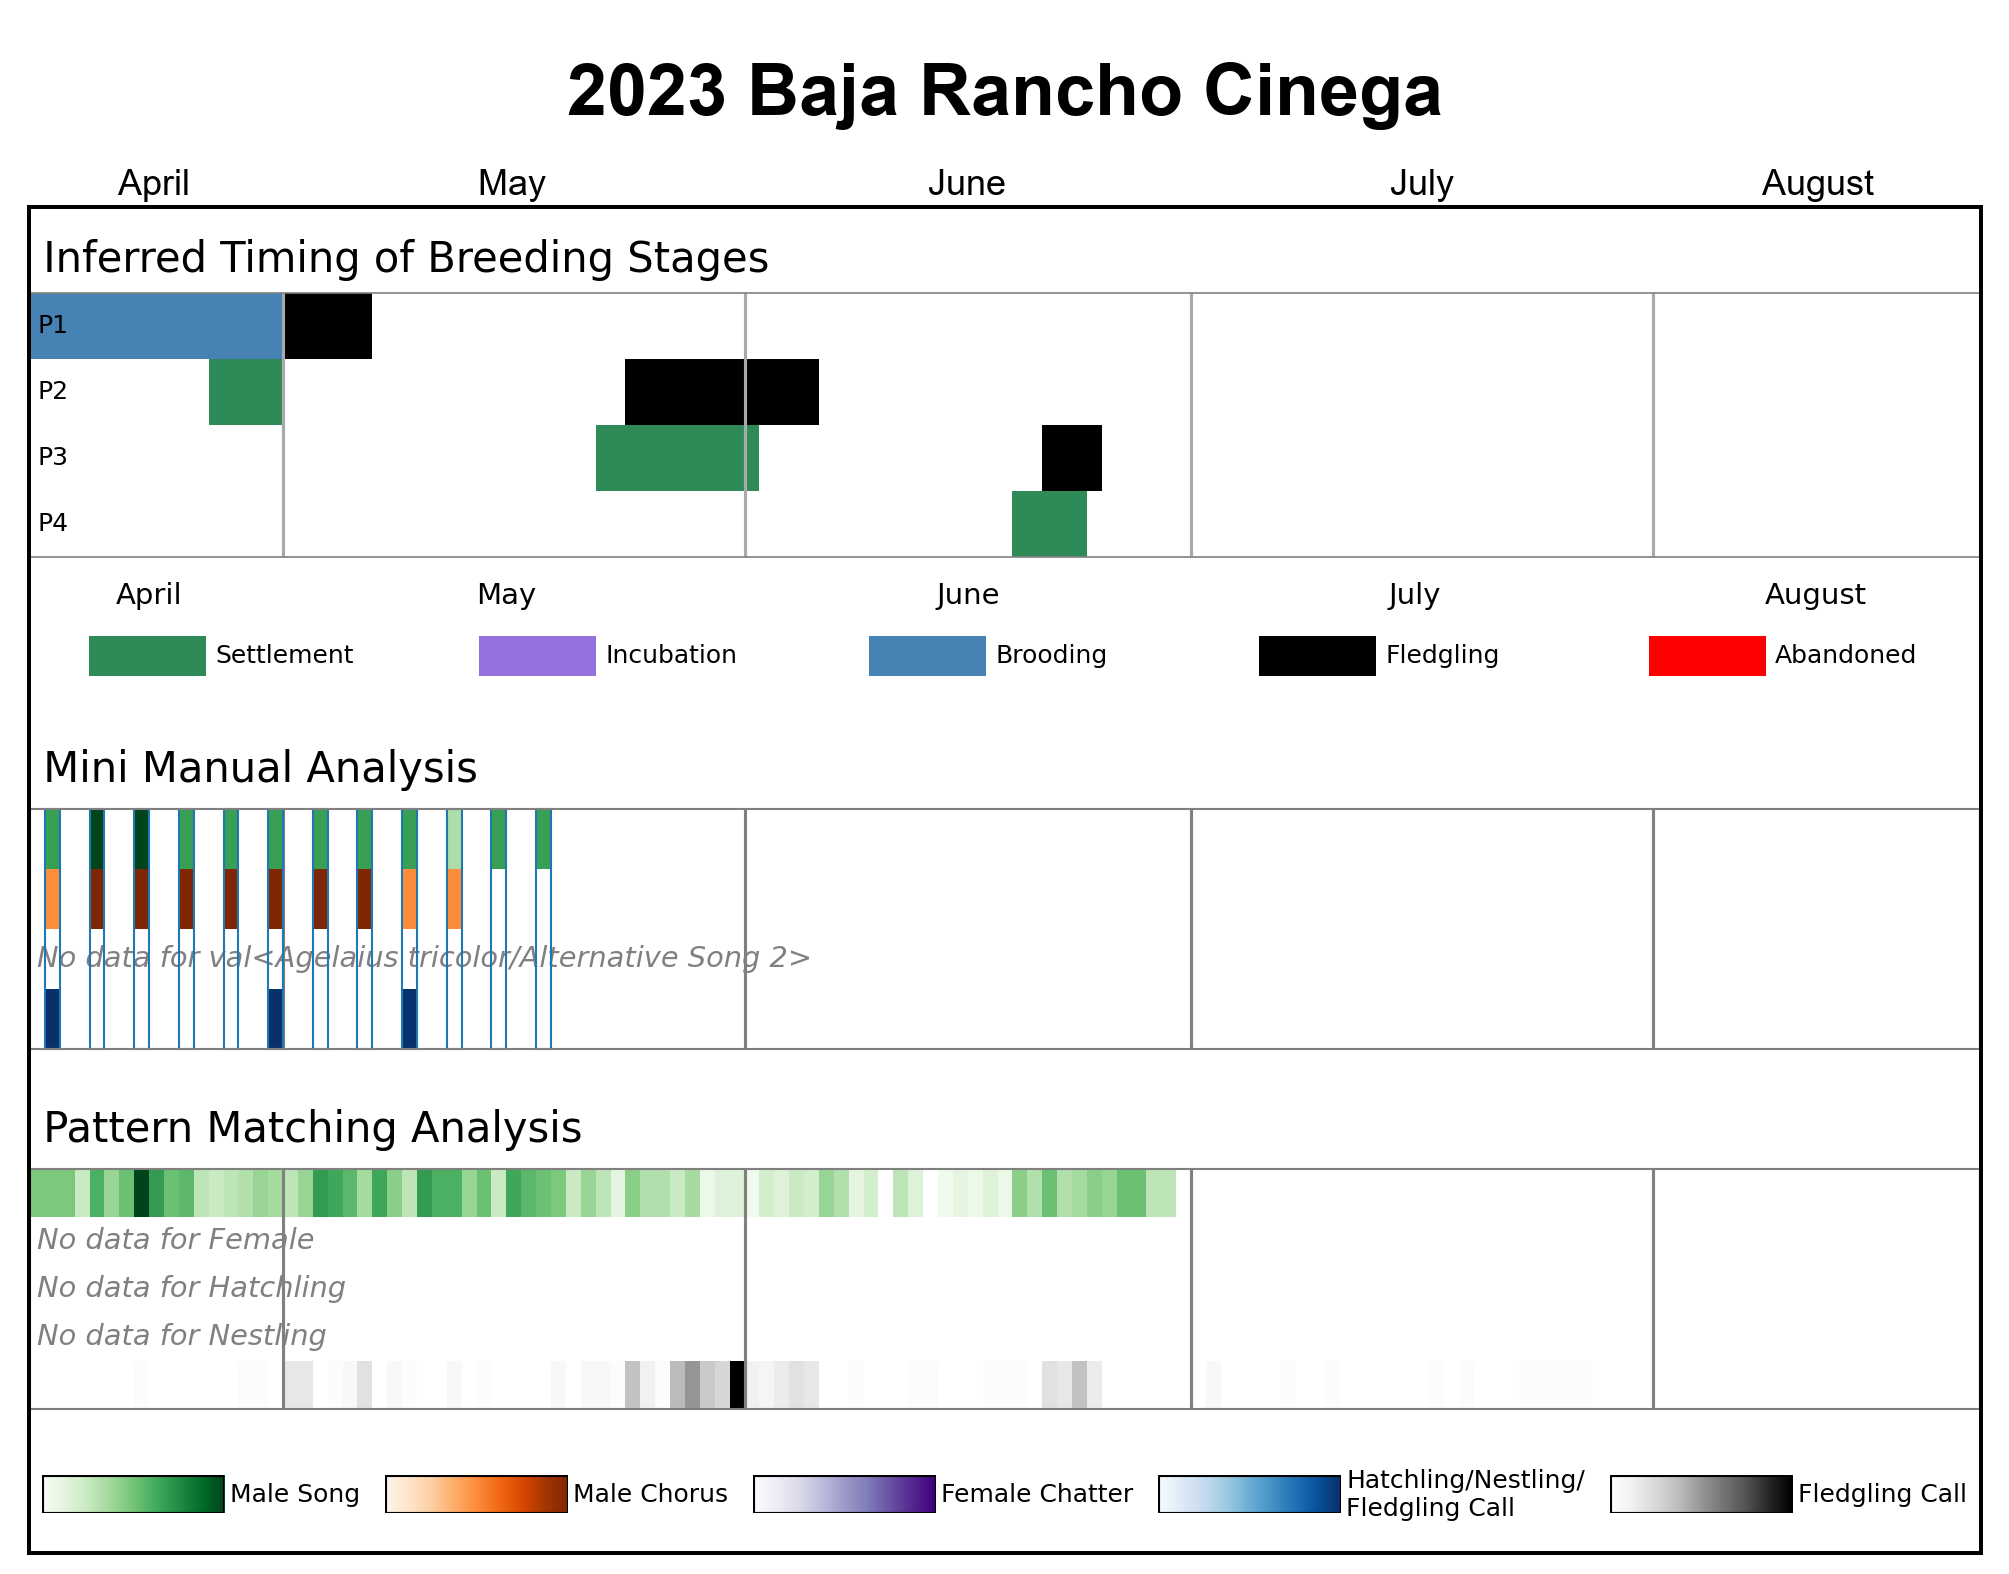 2023 Baja Rancho Cinega
April May June July August
Inferred Timing of Breeding Stages
P1
P2
P3
P4
April May June July August
Settlement Incubation Brooding Fledgling Abandoned
Mini Manual Analysis
No data for val<Agelaius tricolor/Alternative Song 2>
Pattern Matching Analysis
No data for Female
No data for Hatchling
No data for Nestling
Male Song Male Chorus Female Chatter Hatchling/Nestling/
Fledgling Call Fledgling Call